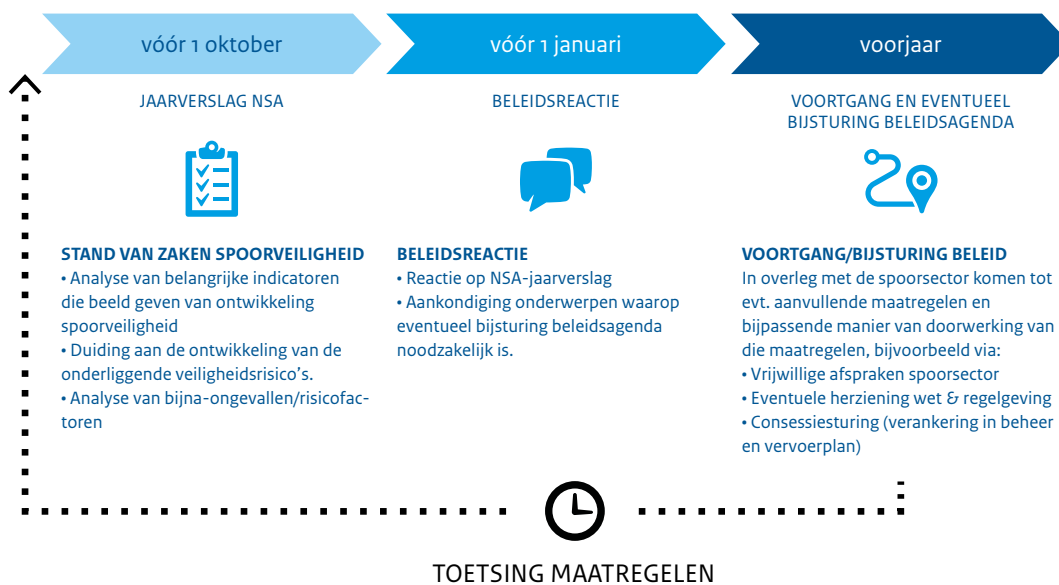 vóór 1 oktober
vóór 1 januari
voorjaar
JAARVERSLAG NSA
BELEIDSREACTIE
VOORTGANG EN EVENTUEEL
BIJSTURING BELEIDSAGENDA
STAND VAN ZAKEN SPOORVEILIGHEID
• Analyse van belangrijke indicatoren
die beeld geven van ontwikkeling
spoorveiligheid
• Duiding aan de ontwikkeling van de
onderliggende veiligheidsrisico’s.
• Analyse van bijna-ongevallen/risicofac-
toren
BELEIDSREACTIE
• Reactie op NSA-jaarverslag
• Aankondiging onderwerpen waarop
eventueel bijsturing beleidsagenda
noodzakelijk is.
VOORTGANG/BIJSTURING BELEID
In overleg met de spoorsector komen tot
evt. aanvullende maatregelen en
bijpassende manier van doorwerking van
die maatregelen, bijvoorbeeld via:
• Vrijwillige afspraken spoorsector
• Eventuele herziening wet & regelgeving
• Consessiesturing (verankering in beheer
en vervoerplan)
TOETSING MAATREGELEN